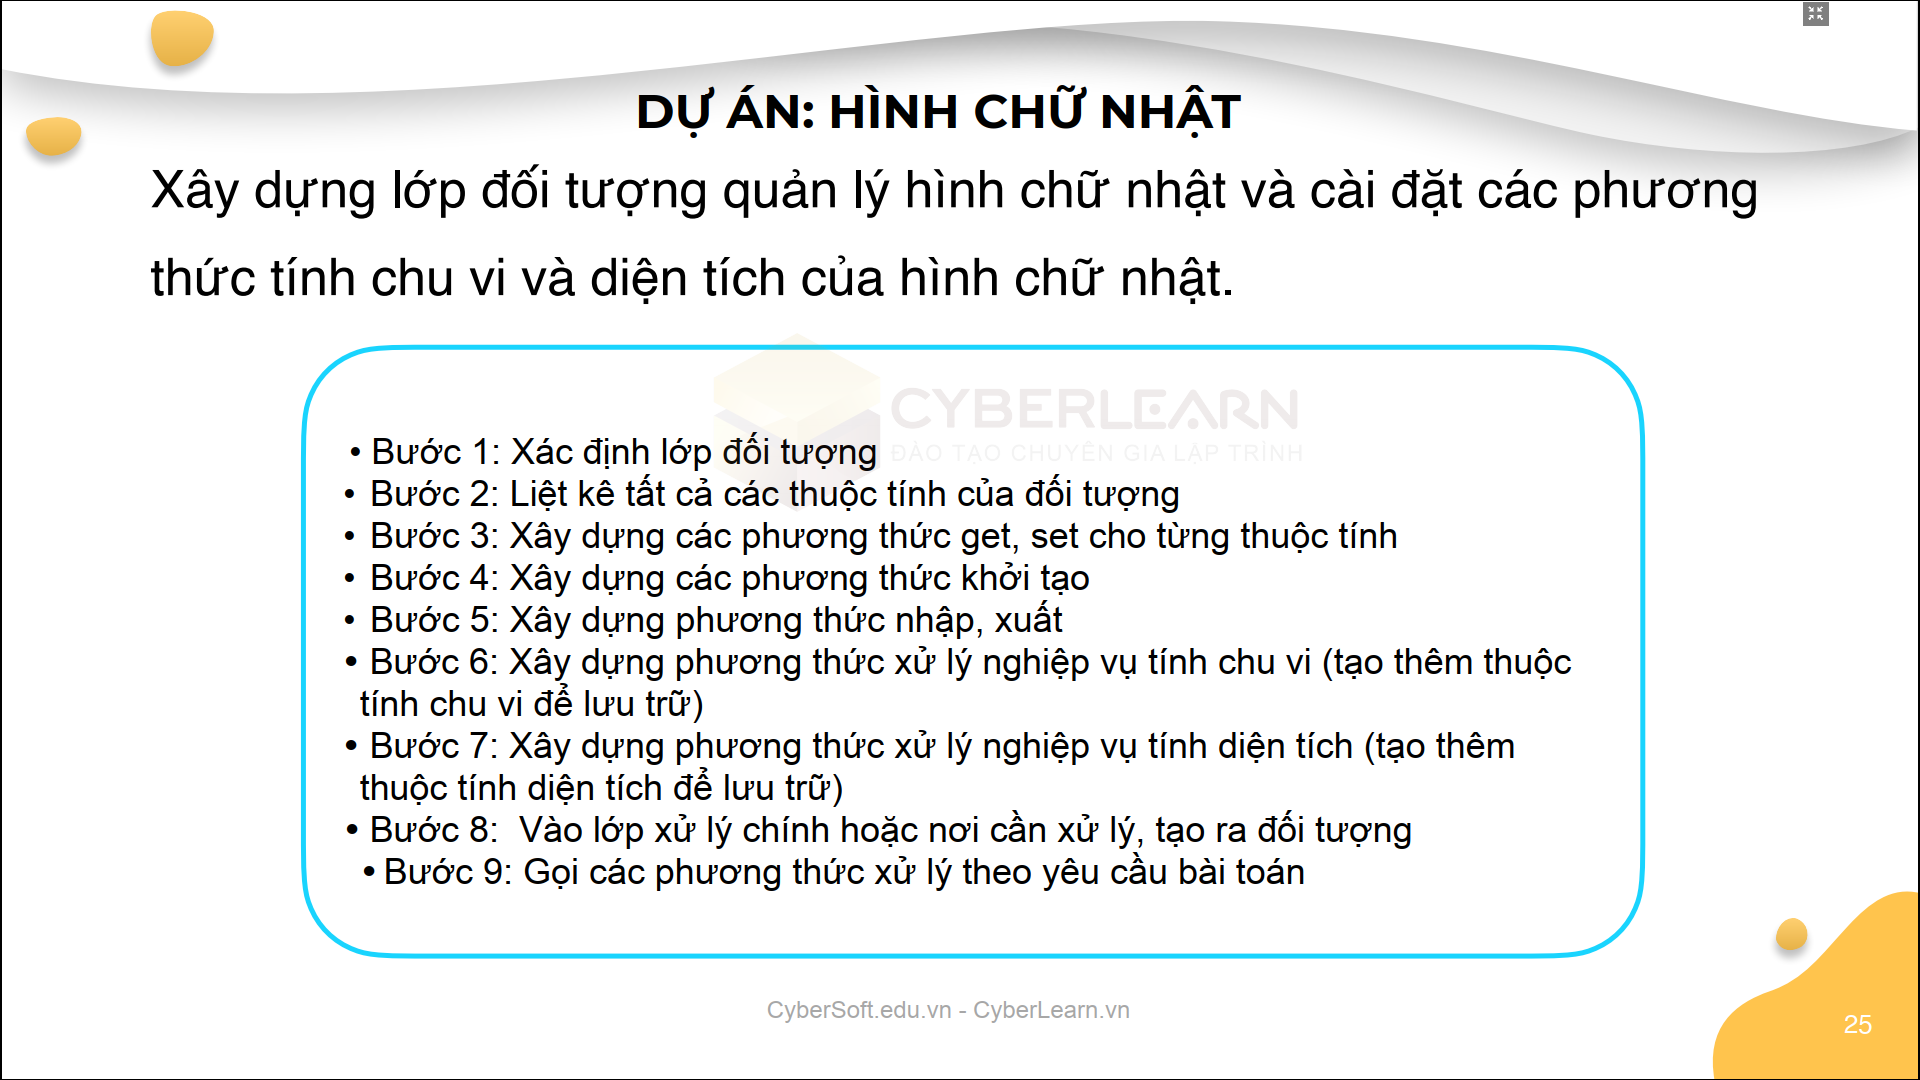 DỰ ÁN: HÌNH CHỮ NHẬT
Xây dựng lớp đối tượng quản lý hình chữ nhật và cài đặt các phương
thức tính chu vi và diện tích của hình chữ nhật.
CYBERLEARN
ĐÀO TẠO CHUYÊN GIA LẬP TRÌNH
• Bước 1: Xác định lớp đối tượng
• Bước 2: Liệt kê tất cả các thuộc tính của đối tượng
• Bước 3: Xây dựng các phương thức get, set cho từng thuộc tính
• Bước 4: Xây dựng các phương thức khởi tạo
• Bước 5: Xây dựng phương thức nhập, xuất
• Bước 6: Xây dựng phương thức xử lý nghiệp vụ tính chu vi (tạo thêm thuộc
tính chu vi để lưu trữ)
• Bước 7: Xây dựng phương thức xử lý nghiệp vụ tính diện tích (tạo thêm
thuộc tính diện tích để lưu trữ)
• Bước 8: Vào lớp xử lý chính hoặc nơi cần xử lý, tạo ra đối tượng
• Bước 9: Gọi các phương thức xử lý theo yêu cầu bài toán
CyberSoft.edu.vn - CyberLearn.vn
25